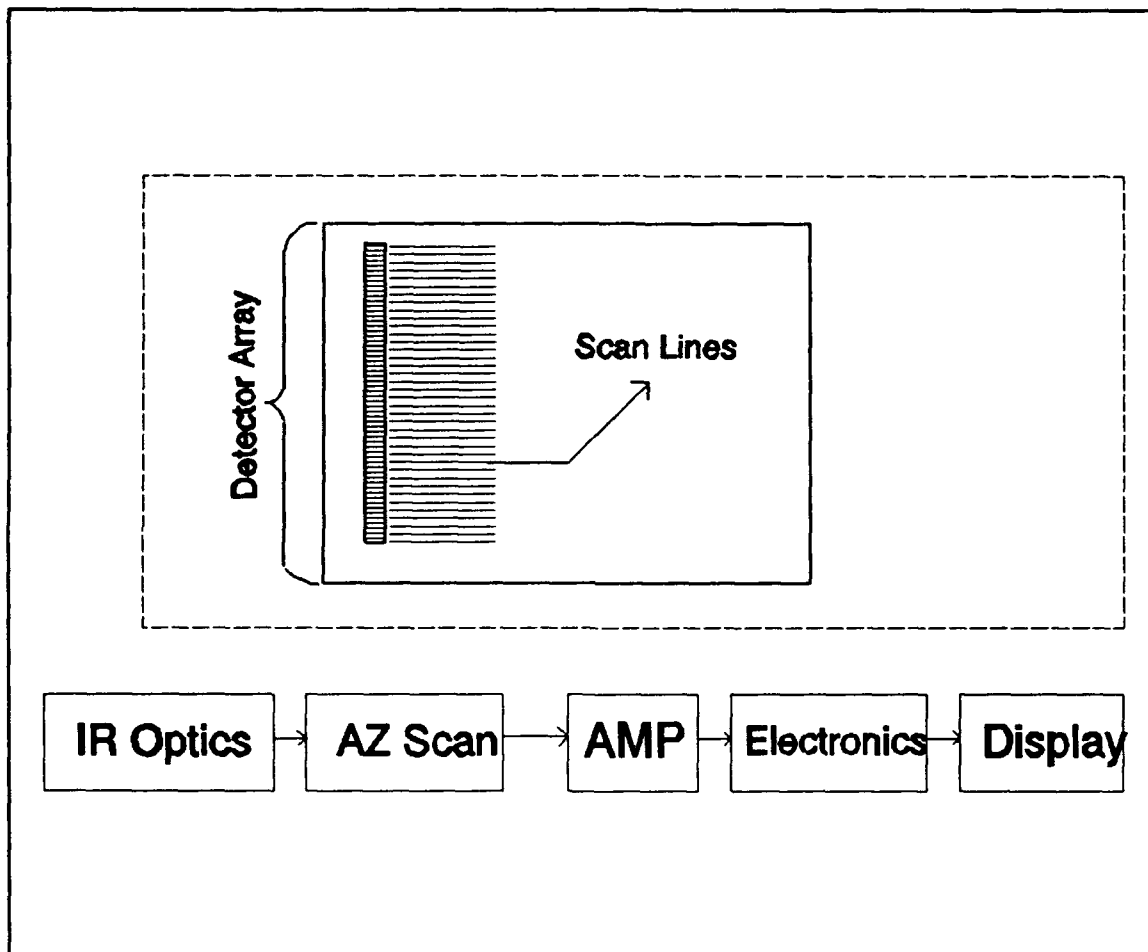 Detector Array
Scan Lines
IR Optics
AZ Scan
AMP
Electronics
Display